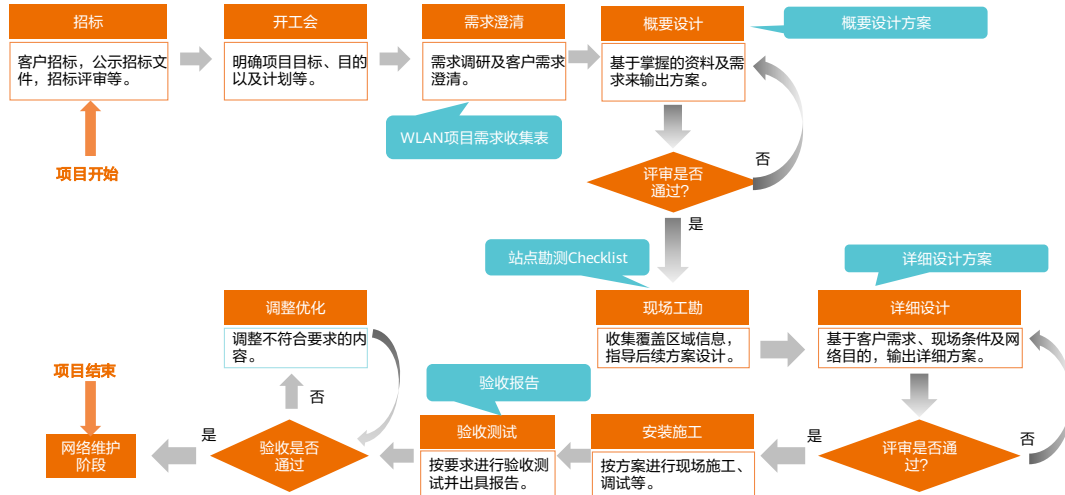 招标
客户招标，公示招标文
件，招标评审等。
开工会
明确项目目标、目的
以及计划等。
需求澄清
需求调研及客户需求
澄清。
概要设计
基于掌握的资料及需
求来输出方案。
概要设计方案
WLAN项目需求收集表
项目开始
评审是否
通过？
否
是
站点勘测Checklist
详细设计方案
现场工勘
收集覆盖区域信息，
指导后续方案设计。
详细设计
基于客户需求、现场条件及网
络目的，输出详细方案。
调整优化
调整不符合要求的内
容。
项目结束
验收报告
否
网络维护
阶段
是
验收是否
通过
验收测试
按要求进行验收测
试并出具报告。
安装施工
按方案进行现场施工、
调试等。
是
评审是否通
过？
否